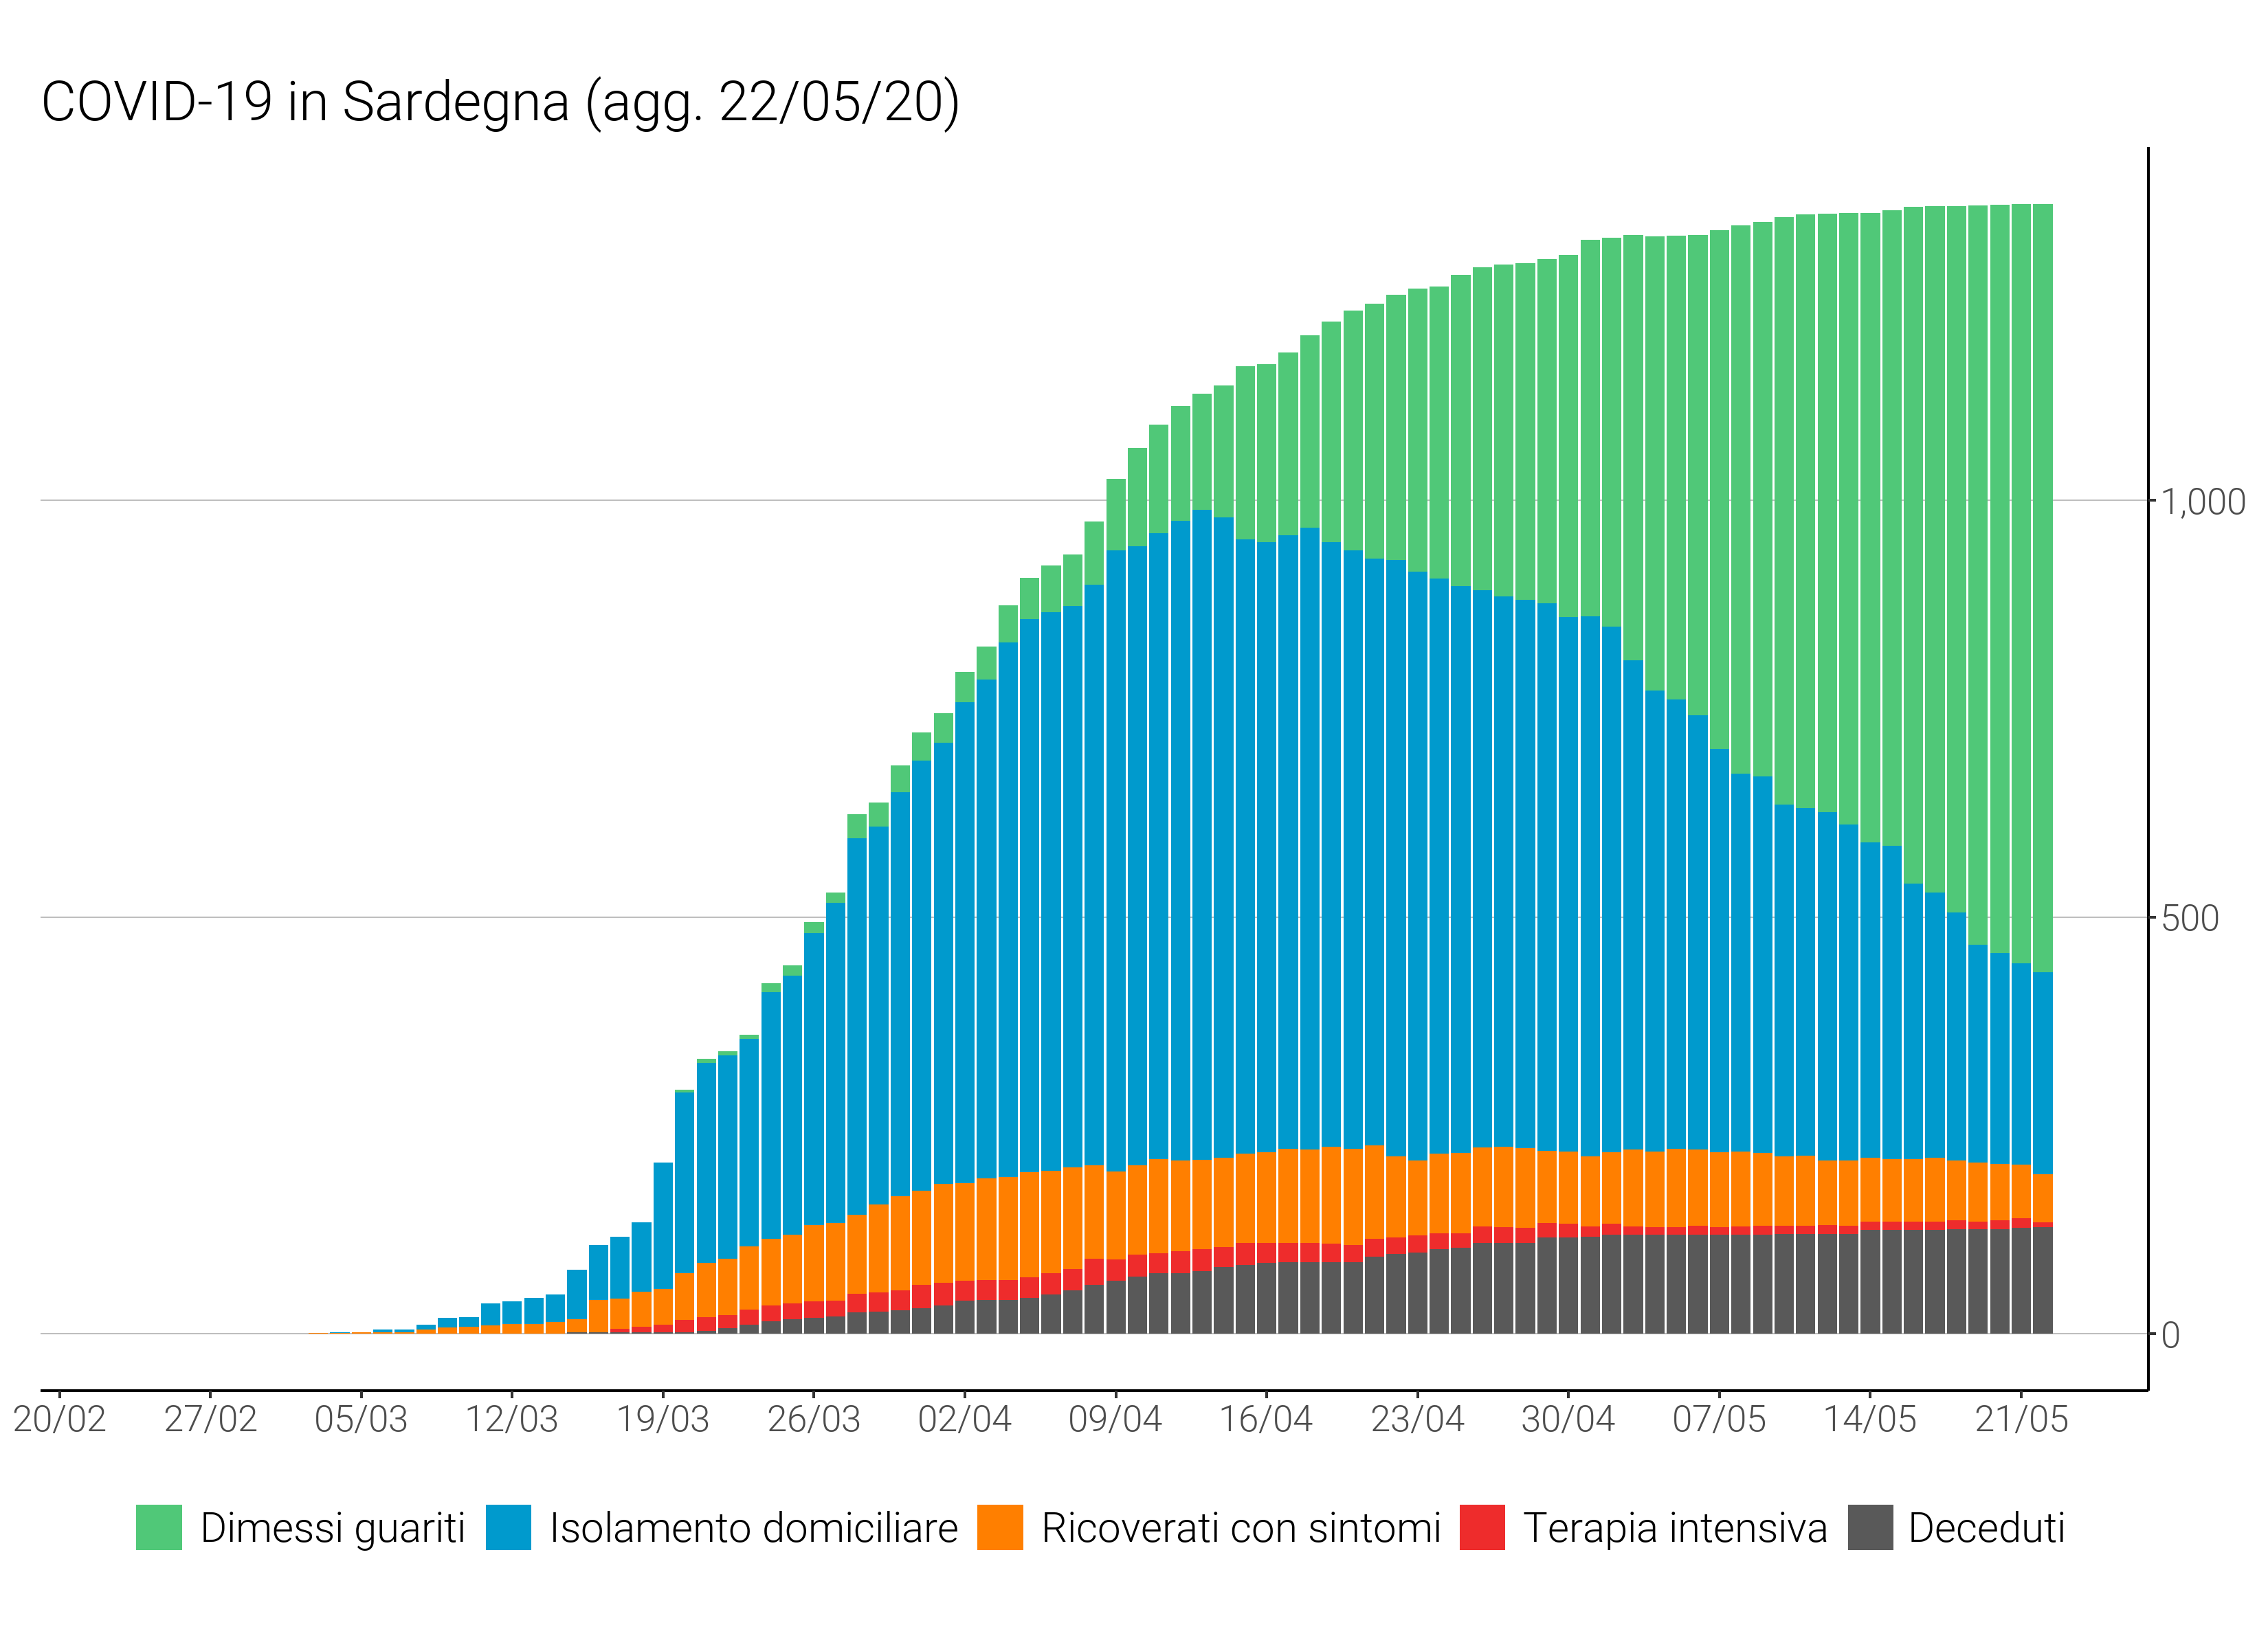 COVID-19 in Sardegna (agg. 22/05/20)
1,000
500
0
20/02 27/02 05/03 12/03 19/03 26/03 02/04 09/04 16/04 23/04 30/04 07/05 14/05 21/05
Dimessi guariti Isolamento domiciliare Ricoverati con sintomi Terapia intensiva Deceduti